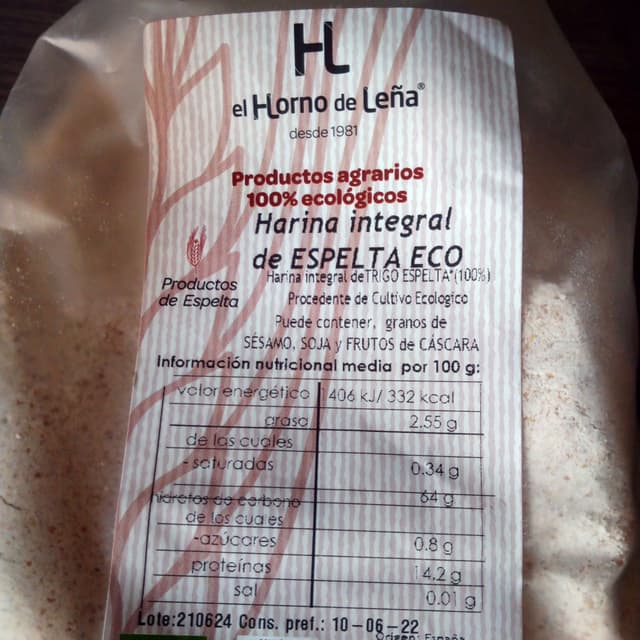 HL
el Horno de Leña®
desde 1981
Productos agrarios
100% ecológicos
Harina integral
de ESPELTA ECO
Productos
de Espelta
Harina integral deTRIGO ESPELTA*(100%)
Procedente de Cultivo Ecologico
Puede contener, granos de
SÉSAMO, SOJA y FRUTOS de CÁSCARA
Información nutricional media por 100 g:
valor energético 1406 kJ/ 332 kcal
grasa 2.55 g
de las cuales
- saturadas 0.34 g
hidratos de carbono 64 g
de los cuales
-azúcares 0.8 g
proteínas 14.2 g
sal 0.01 g
Lote:210624 Cons. pref.: 10-06-22
Origen: España